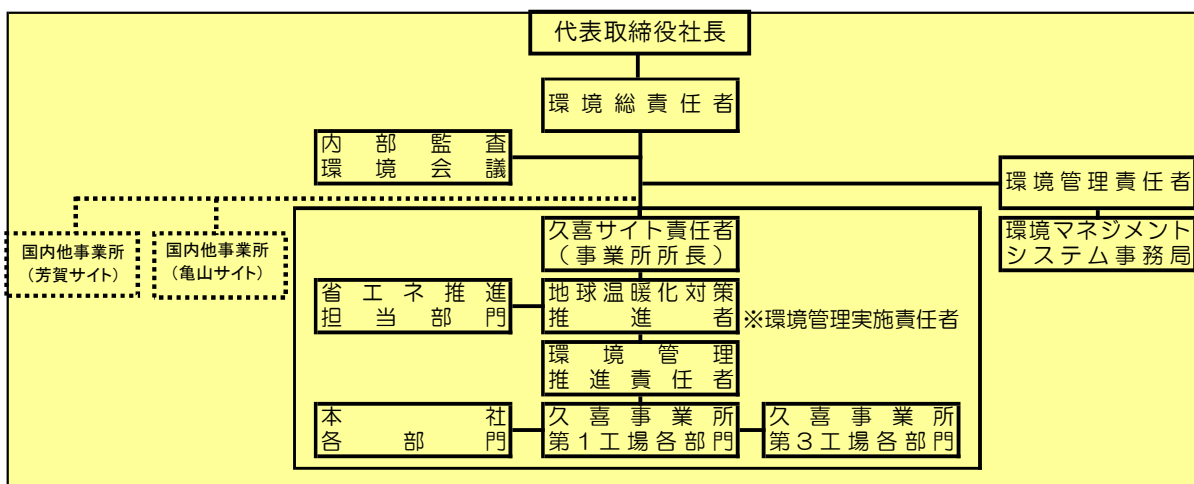 代表取締役社長
環境総責任者
内部監査
環境会議
環境管理責任者
環境マネジメント
システム事務局
国内他事業所
(芳賀サイト)
国内他事業所
(亀山サイト)
久喜サイト責任者
(事業所所長)
省エネ推進
担当部門
地球温暖化対策
推進者
※環境管理実施責任者
環境管理
推進責任者
本社
各部門
久喜事業所
第1工場各部門
久喜事業所
第3工場各部門